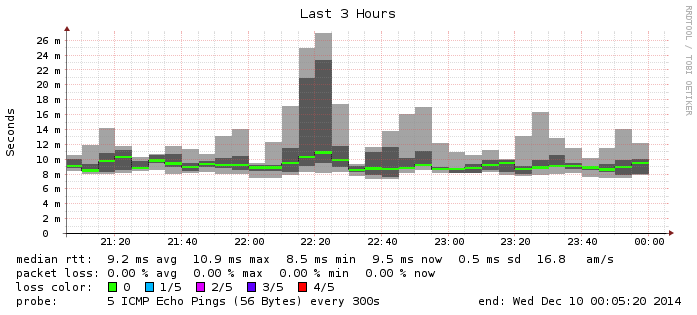 Last 3 Hours
RRDTOOL / TOBI OETIKER
Seconds
26 m
24 m
22 m
20 m
18 m
16 m
14 m
12 m
10 m
8 m
6 m
4 m
2 m
0
21:20 21:40 22:00 22:20 22:40 23:00 23:20 23:40 00:00
median rtt: 9.2 ms avg 10.9 ms max 8.5 ms min 9.5 ms now 0.5 ms sd 16.8 am/s
packet loss: 0.00 % avg 0.00 % max 0.00 % min 0.00 % now
loss color: 0 1/5 2/5 3/5 4/5
probe: 5 ICMP Echo Pings (56 Bytes) every 300s end: Wed Dec 10 00:05:20 2014